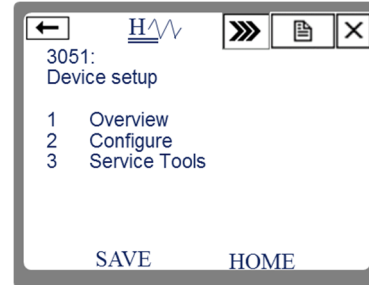 H
3051:
Device setup
1 Overview
2 Configure
3 Service Tools
SAVE HOME